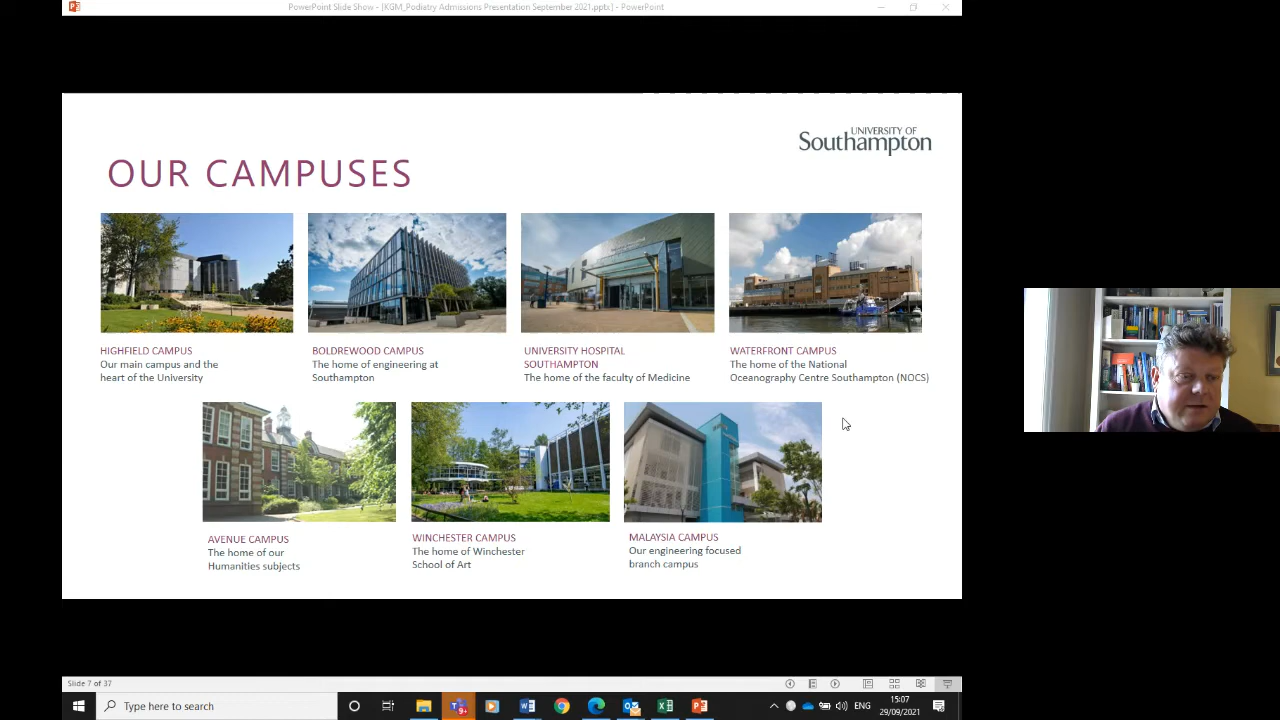 PowerPoint Slide Show - [KGM_Podiatry Admissions Presentation September 2021.pptx] - PowerPoint
UNIVERSITY OF
Southampton
OUR CAMPUSES
HIGHFIELD CAMPUS
Our main campus and the
heart of the University
BOLDREWOOD CAMPUS
The home of engineering at
Southampton
UNIVERSITY HOSPITAL
SOUTHAMPTON
The home of the faculty of Medicine
WATERFRONT CAMPUS
The home of the National
Oceanography Centre Southampton (NOCS)
AVENUE CAMPUS
The home of our
Humanities subjects
WINCHESTER CAMPUS
The home of Winchester
School of Art
MALAYSIA CAMPUS
Our engineering focused
branch campus
Slide 7 of 37
Type here to search
9+
ENG
15:07
29/09/2021